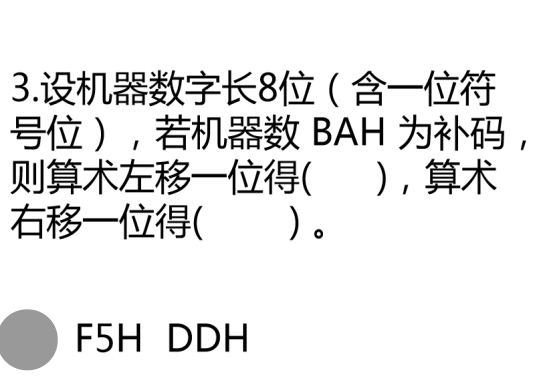 3.设机器数字长8位（含一位符
号位），若机器数 BAH 为补码，
则算术左移一位得(      )，算术
右移一位得(        )。
F5H  DDH